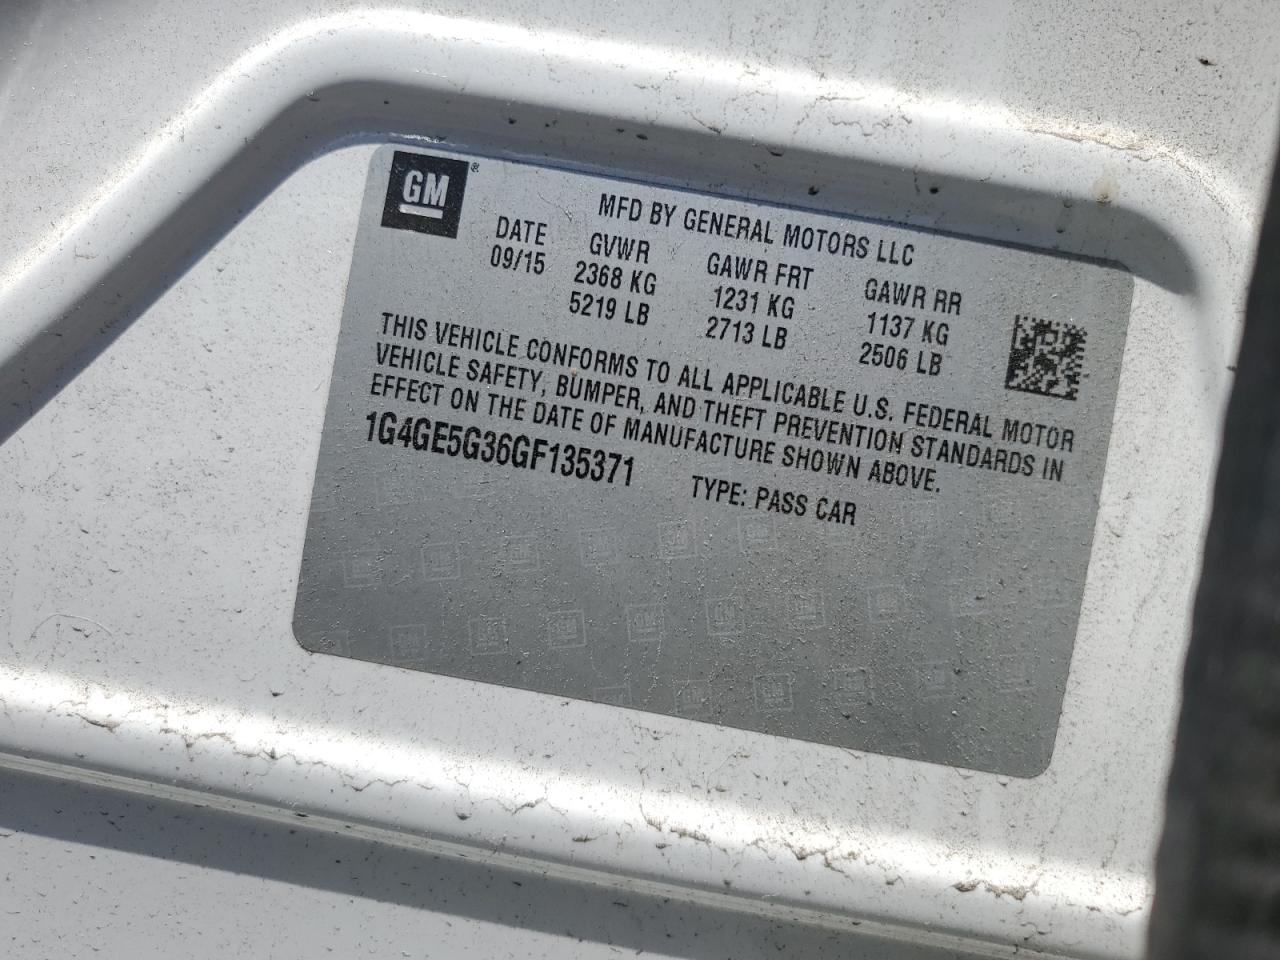 GM ®
MFD BY GENERAL MOTORS LLC
DATE GVWR GAWR FRT GAWR RR
09/15 2368 KG 1231 KG 1137 KG
5219 LB 2713 LB 2506 LB
THIS VEHICLE CONFORMS TO ALL APPLICABLE U.S. FEDERAL MOTOR
VEHICLE SAFETY, BUMPER, AND THEFT PREVENTION STANDARDS IN
EFFECT ON THE DATE OF MANUFACTURE SHOWN ABOVE.
1G4GE5G36GF135371 TYPE: PASS CAR